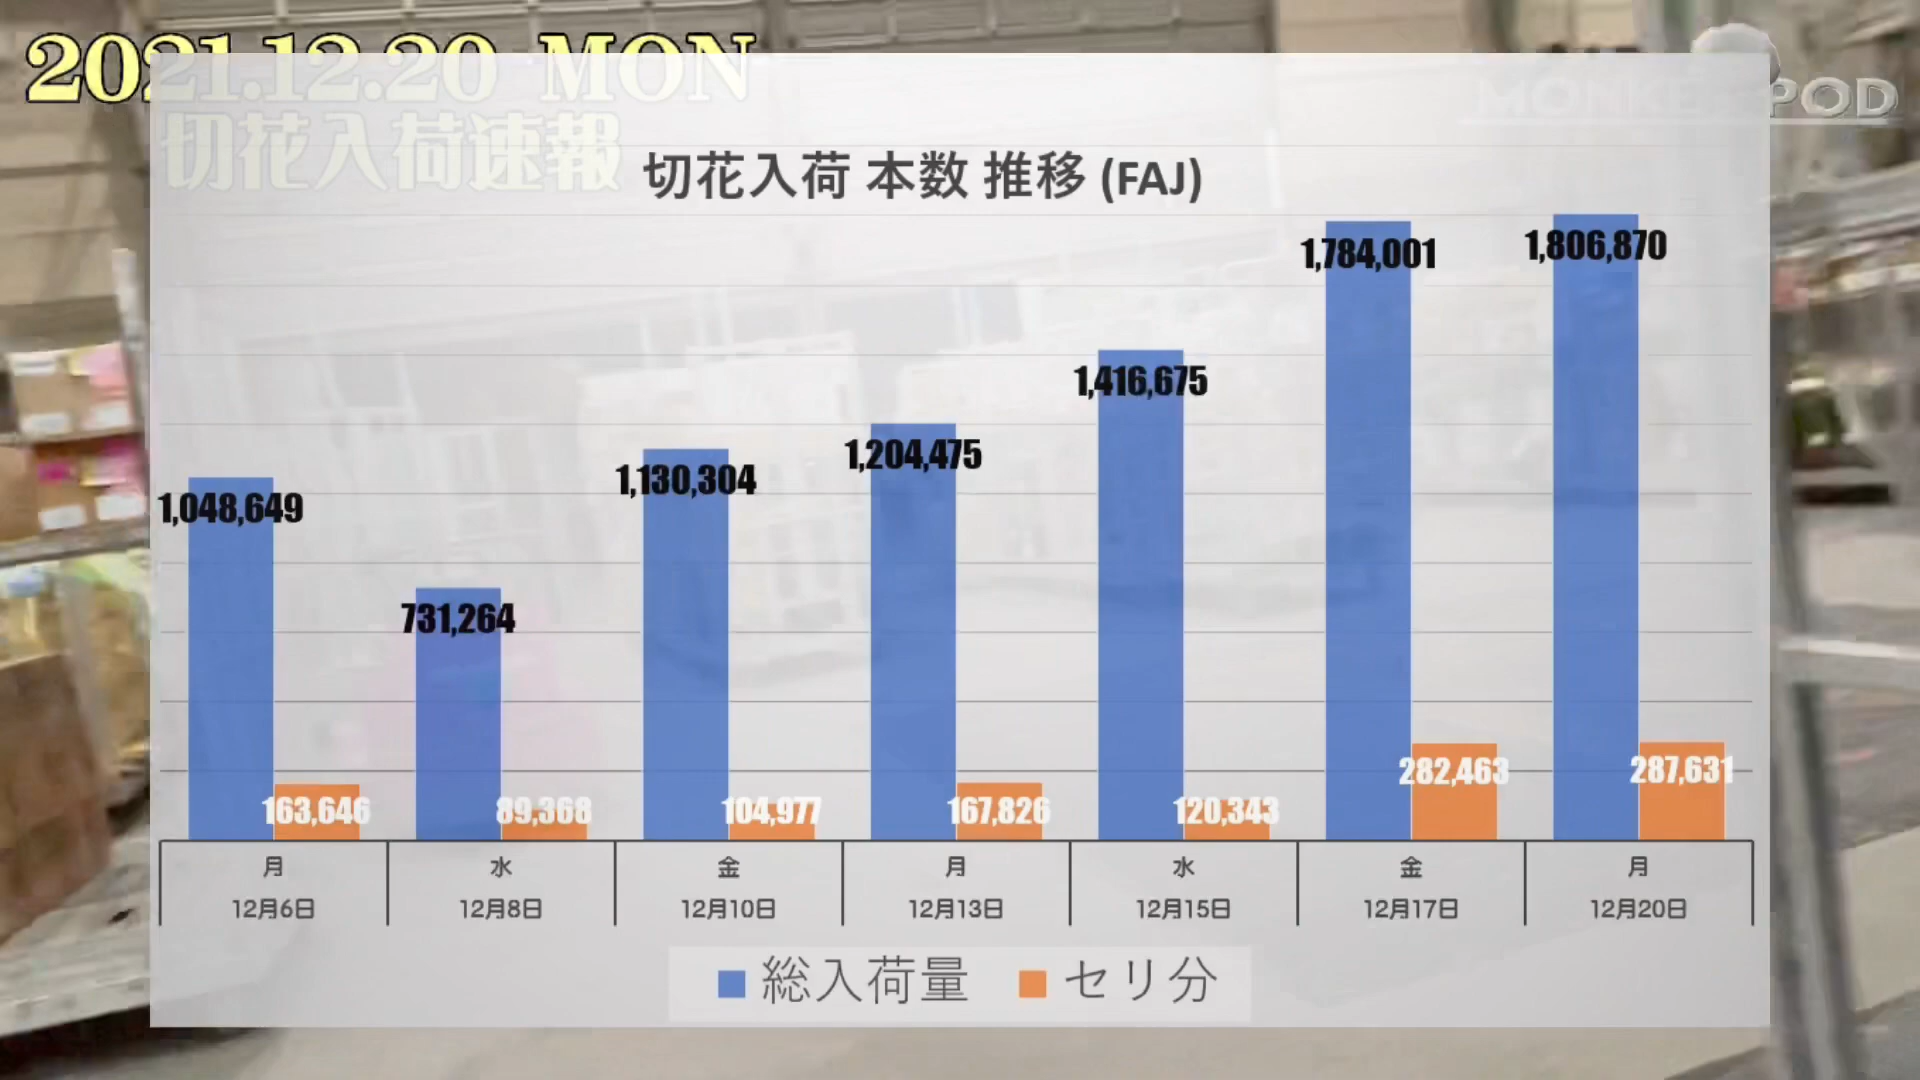 2021.12.20 MON
MONKEY POD
切花入荷速報
切花入荷 本数 推移 (FAJ)
1,048,649
731,264
1,130,304
1,204,475
1,416,675
1,784,001
1,806,870
163,646
89,368
104,977
167,826
120,343
282,463
287,631
月 水 金 月 水 金 月
12月6日 12月8日 12月10日 12月13日 12月15日 12月17日 12月20日
総入荷量 セリ分